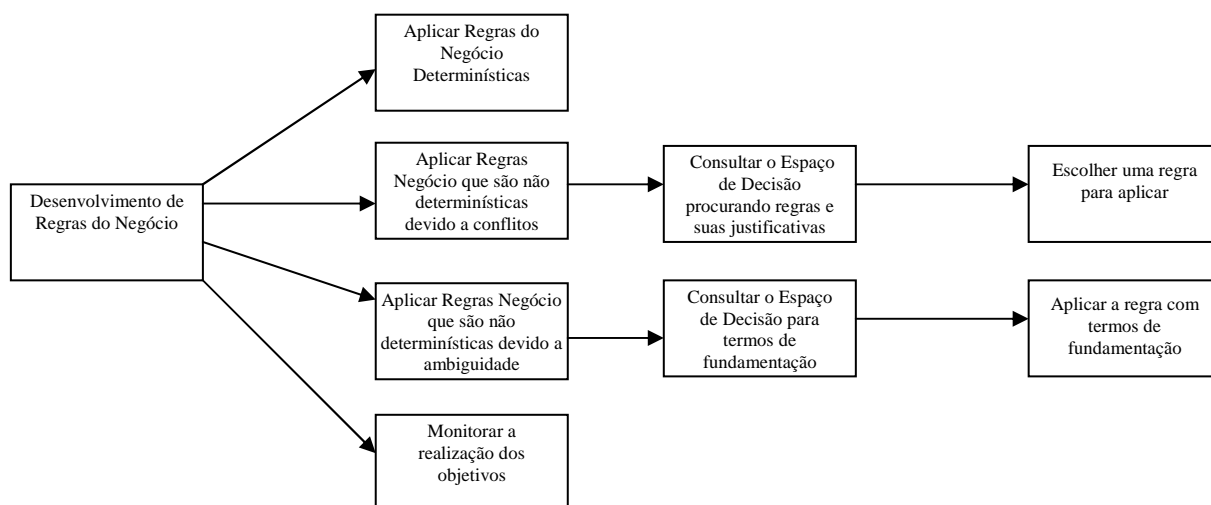 Desenvolvimento de
Regras do Negócio
Aplicar Regras do
Negócio
Determinísticas
Aplicar Regras
Negócio que são não
determinísticas
devido a conflitos
Consultar o Espaço
de Decisão
procurando regras e
suas justificativas
Escolher uma regra
para aplicar
Aplicar Regras Negócio
que são não
determinísticas devido a
ambiguidade
Consultar o Espaço
de Decisão para
termos de
fundamentação
Aplicar a regra com
termos de
fundamentação
Monitorar a
realização dos
objetivos